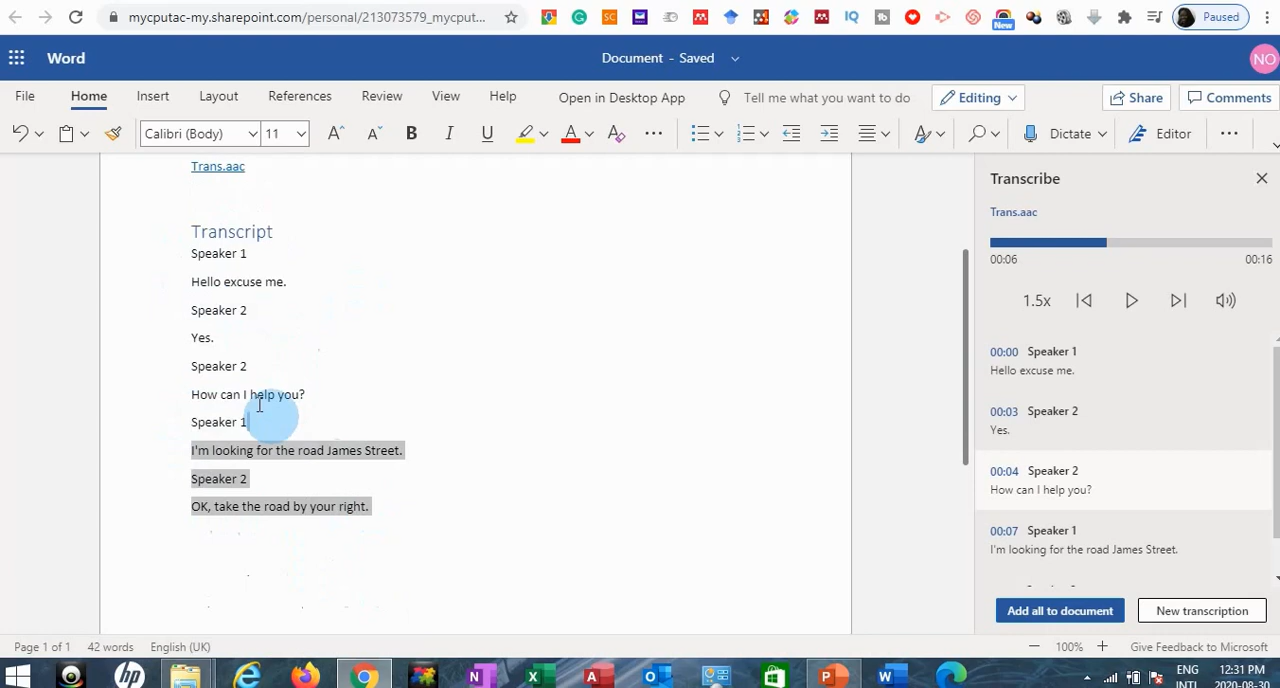 mycputac-my.sharepoint.com/personal/213073579_mycput...
New
Paused
Word
Document - Saved
NO
File Home Insert Layout References Review View Help Open in Desktop App Tell me what you want to do Editing Share Comments
Calibri (Body) 11 Dictate Editor
Trans.aac
Transcript
Speaker 1
Hello excuse me.
Speaker 2
Yes.
Speaker 2
How can I help you?
Speaker 1
I'm looking for the road James Street.
Speaker 2
OK, take the road by your right.
Transcribe
Trans.aac
00:06 00:16
1.5x
00:00 Speaker 1
Hello excuse me.
00:03 Speaker 2
Yes.
00:04 Speaker 2
How can I help you?
00:07 Speaker 1
I'm looking for the road James Street.
Add all to document New transcription
Page 1 of 1 42 words English (UK) 100% Give Feedback to Microsoft
ENG 12:31 PM
INTL 2020-08-30